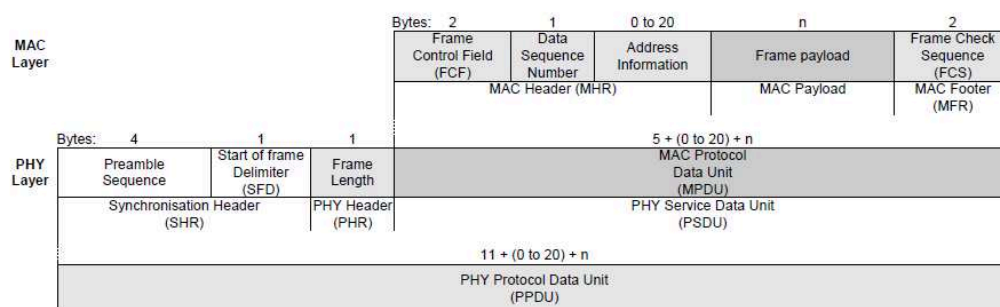 Bytes: 2 1 0 to 20 n 2
MAC
Layer
Frame
Control Field
(FCF)
Data
Sequence
Number
Address
Information
Frame payload
Frame Check
Sequence
(FCS)
MAC Header (MHR)
MAC Payload
MAC Footer
(MFR)
Bytes: 4 1 1 5 + (0 to 20) + n
PHY
Layer
Preamble
Sequence
Start of frame
Delimiter
(SFD)
Frame
Length
MAC Protocol
Data Unit
(MPDU)
Synchronisation Header
(SHR)
PHY Header
(PHR)
PHY Service Data Unit
(PSDU)
11 + (0 to 20) + n
PHY Protocol Data Unit
(PPDU)